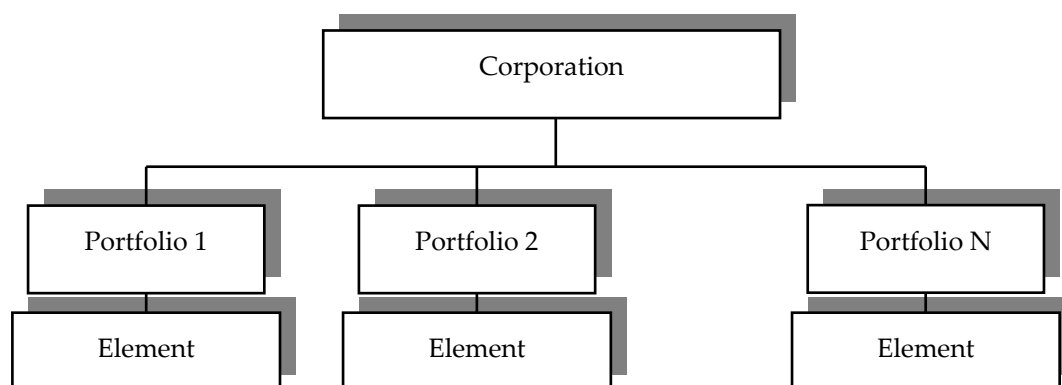 Corporation
Portfolio 1
Portfolio 2
Portfolio N
Element
Element
Element